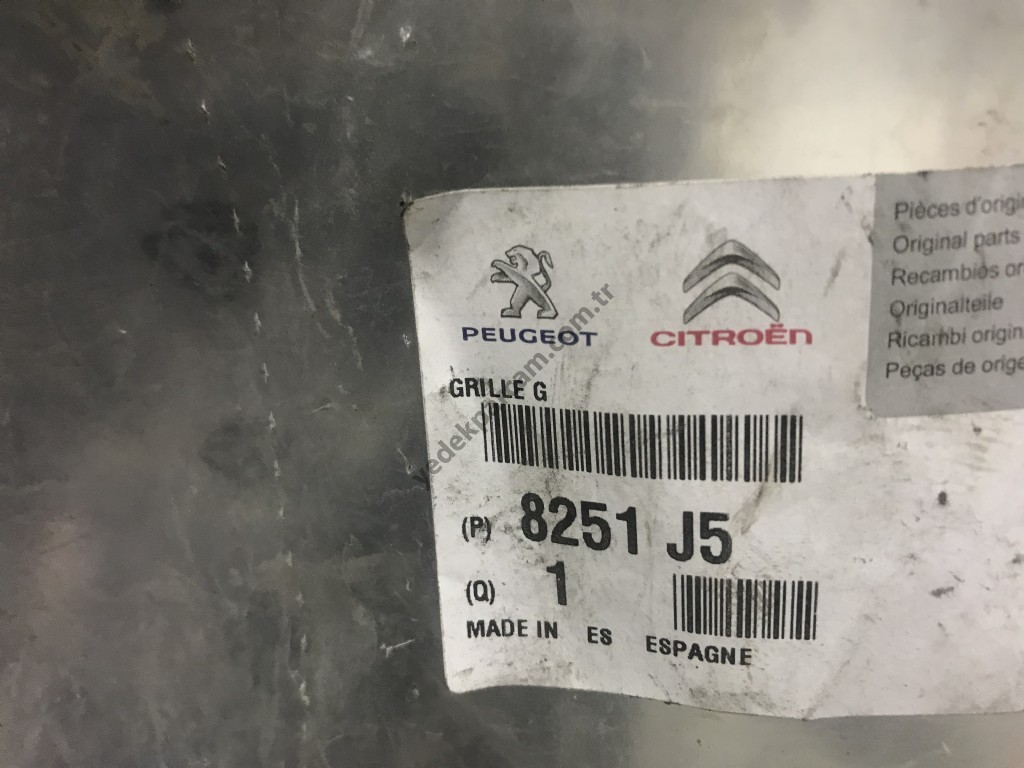 PEUGEOT
CITROËN
Pièces d'origi
Original parts
Recambios or
Originalteile
Ricambi origin
Peças de orige
GRILLE G
(P) 8251 J5
(Q) 1
MADE IN ES ESPAGNE